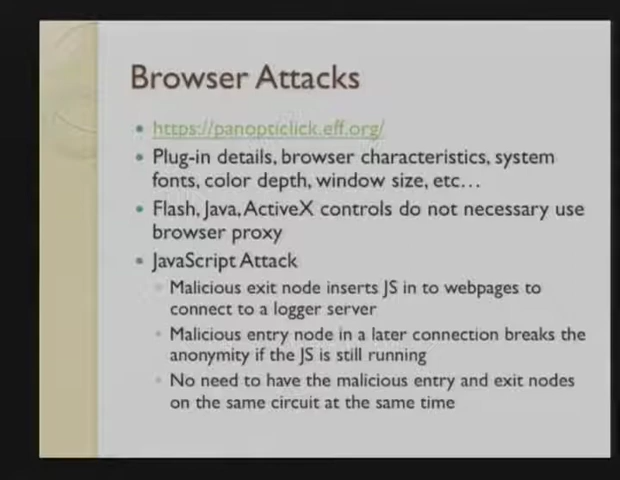 Browser Attacks
https://panopticlick.eff.org/
Plug-in details, browser characteristics, system
fonts, color depth, window size, etc...
Flash, Java, ActiveX controls do not necessary use
browser proxy
JavaScript Attack
Malicious exit node inserts JS in to webpages to
connect to a logger server
Malicious entry node in a later connection breaks the
anonymity if the JS is still running
No need to have the malicious entry and exit nodes
on the same circuit at the same time